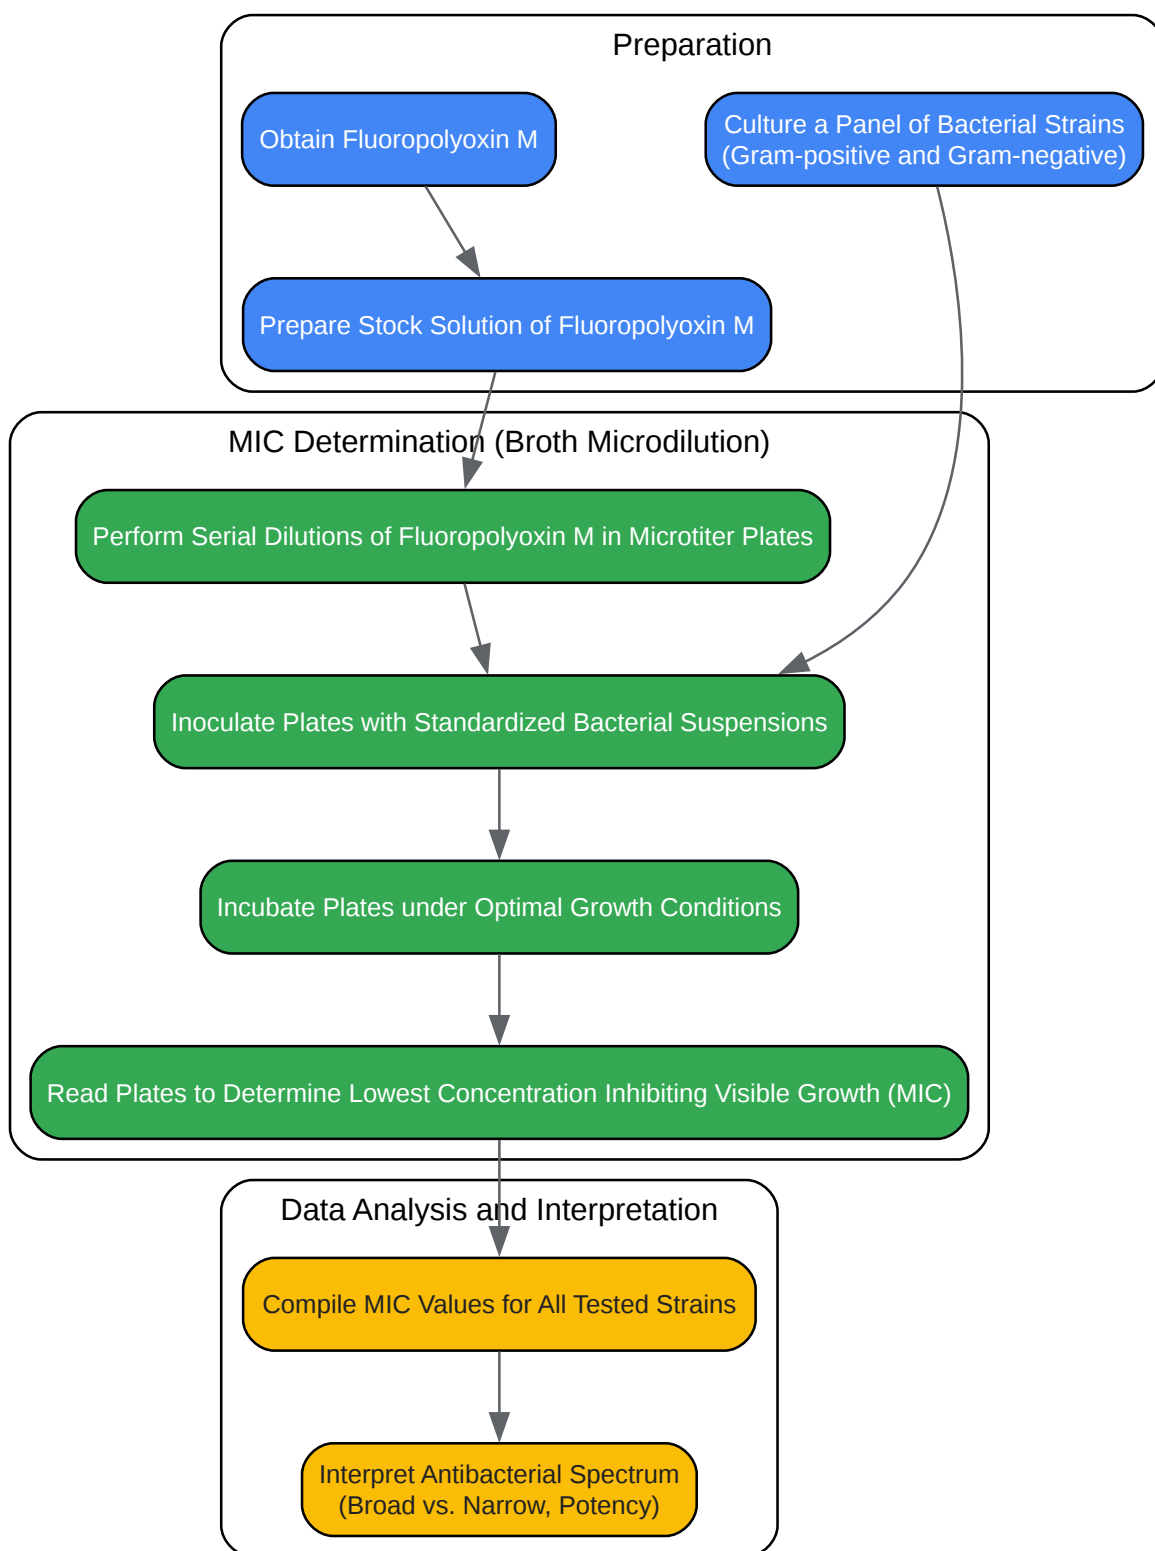 Preparation
Obtain Fluoropolyoxin M
Culture a Panel of Bacterial Strains
(Gram-positive and Gram-negative)
Prepare Stock Solution of Fluoropolyoxin M
MIC Determination (Broth Microdilution)
Perform Serial Dilutions of Fluoropolyoxin M in Microtiter Plates
Inoculate Plates with Standardized Bacterial Suspensions
Incubate Plates under Optimal Growth Conditions
Read Plates to Determine Lowest Concentration Inhibiting Visible Growth (MIC)
Data Analysis and Interpretation
Compile MIC Values for All Tested Strains
Interpret Antibacterial Spectrum
(Broad vs. Narrow, Potency)